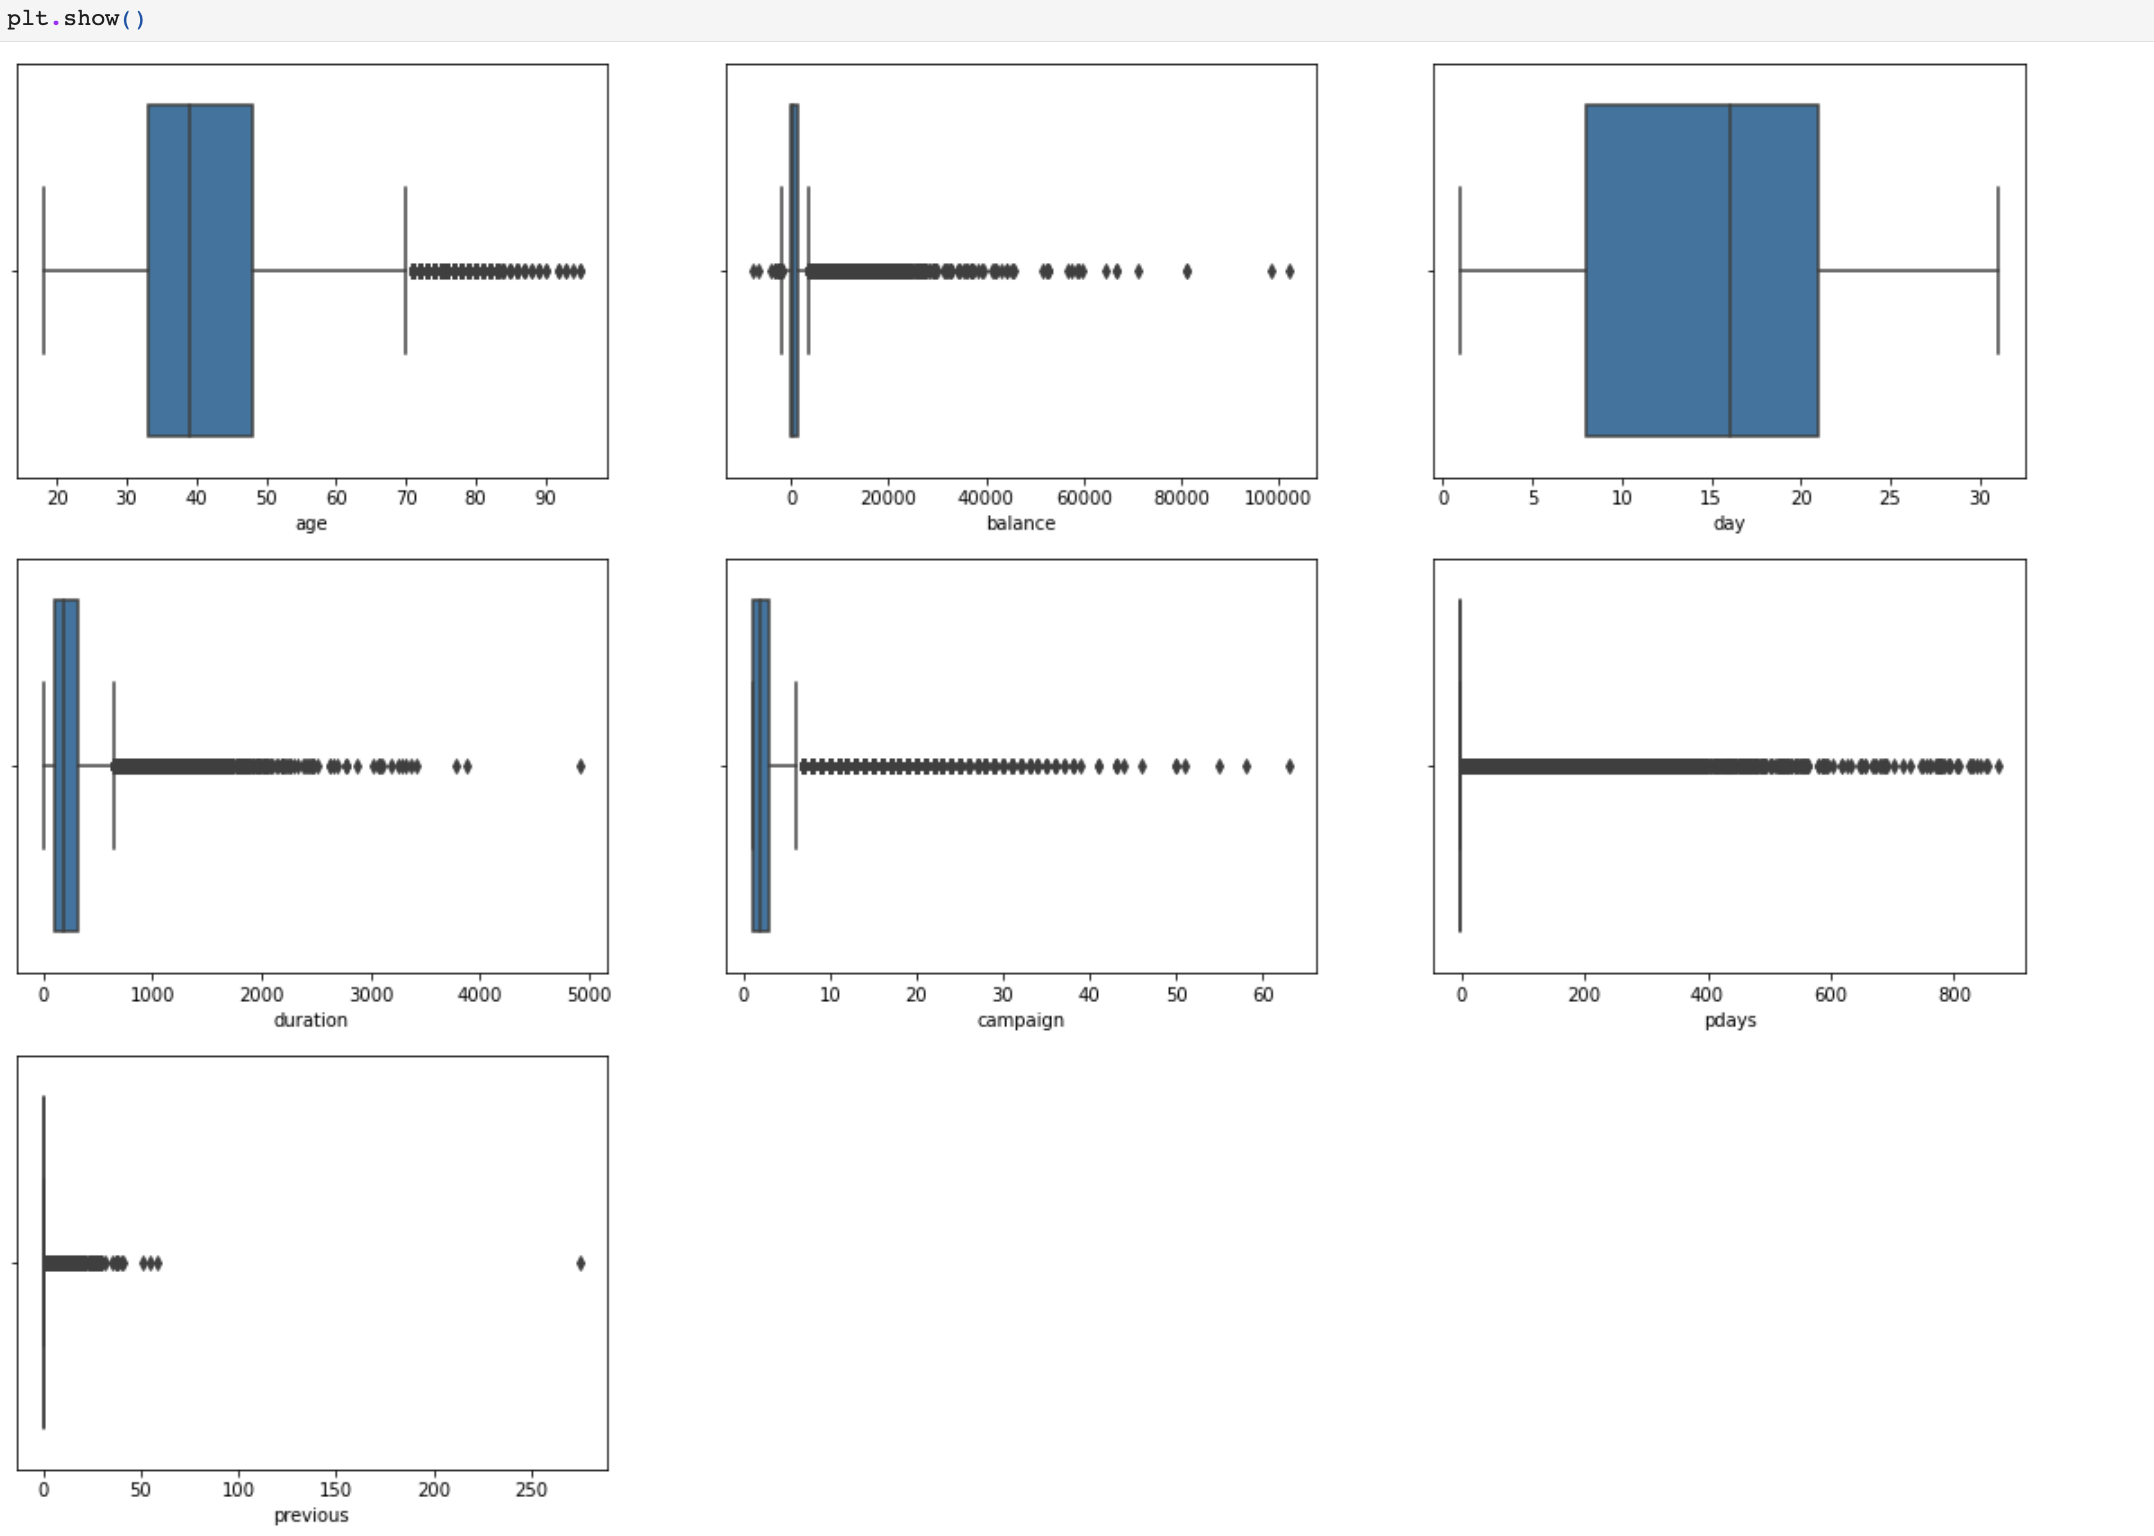 plt.show()
20 30 40 50 60 70 80 90
age
0 20000 40000 60000 80000 100000
balance
0 5 10 15 20 25 30
day
0 1000 2000 3000 4000 5000
duration
0 10 20 30 40 50 60
campaign
0 200 400 600 800
pdays
0 50 100 150 200 250
previous